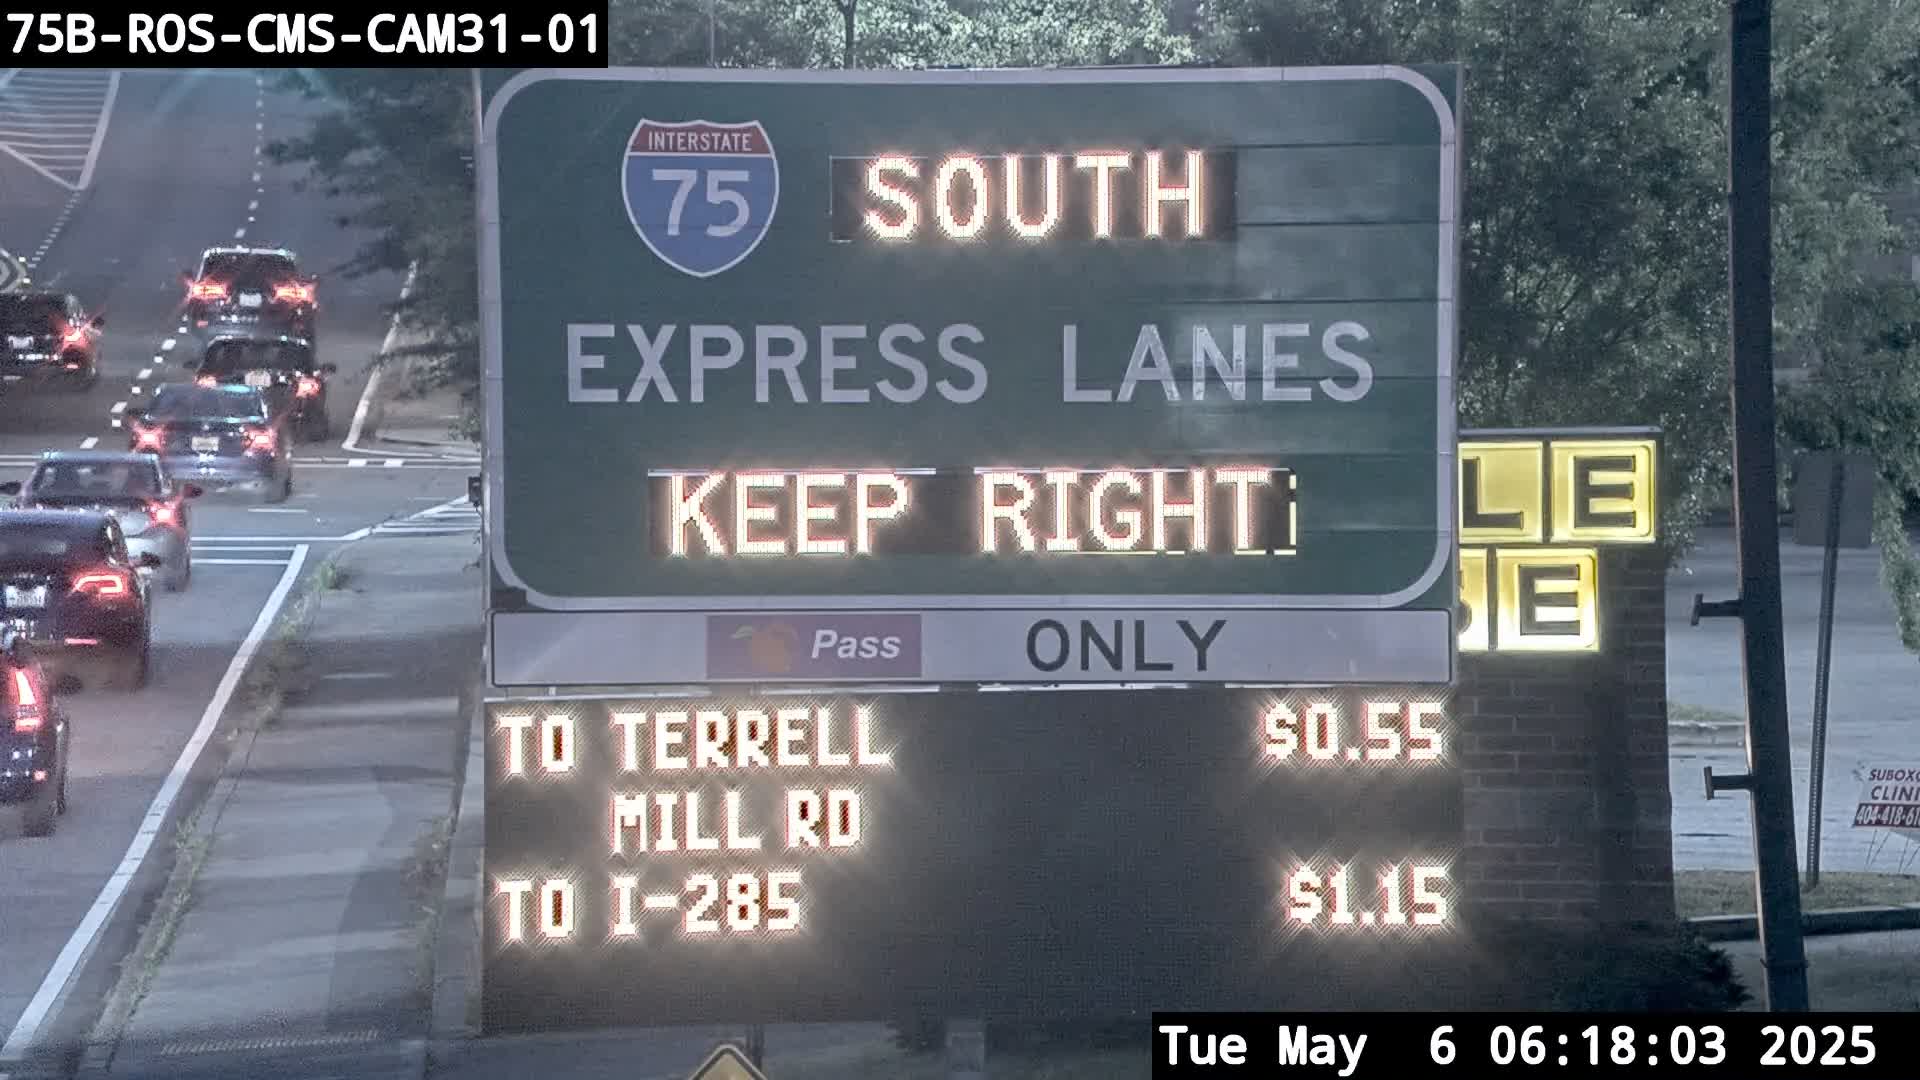 75B-ROS-CMS-CAM31-01
INTERSTATE
75
SOUTH
EXPRESS LANES
KEEP RIGHT
Pass ONLY
TO TERRELL $0.55
MILL RD
TO I-285 $1.15
LE
E
CLINI
Tue May 6 06:18:03 2025